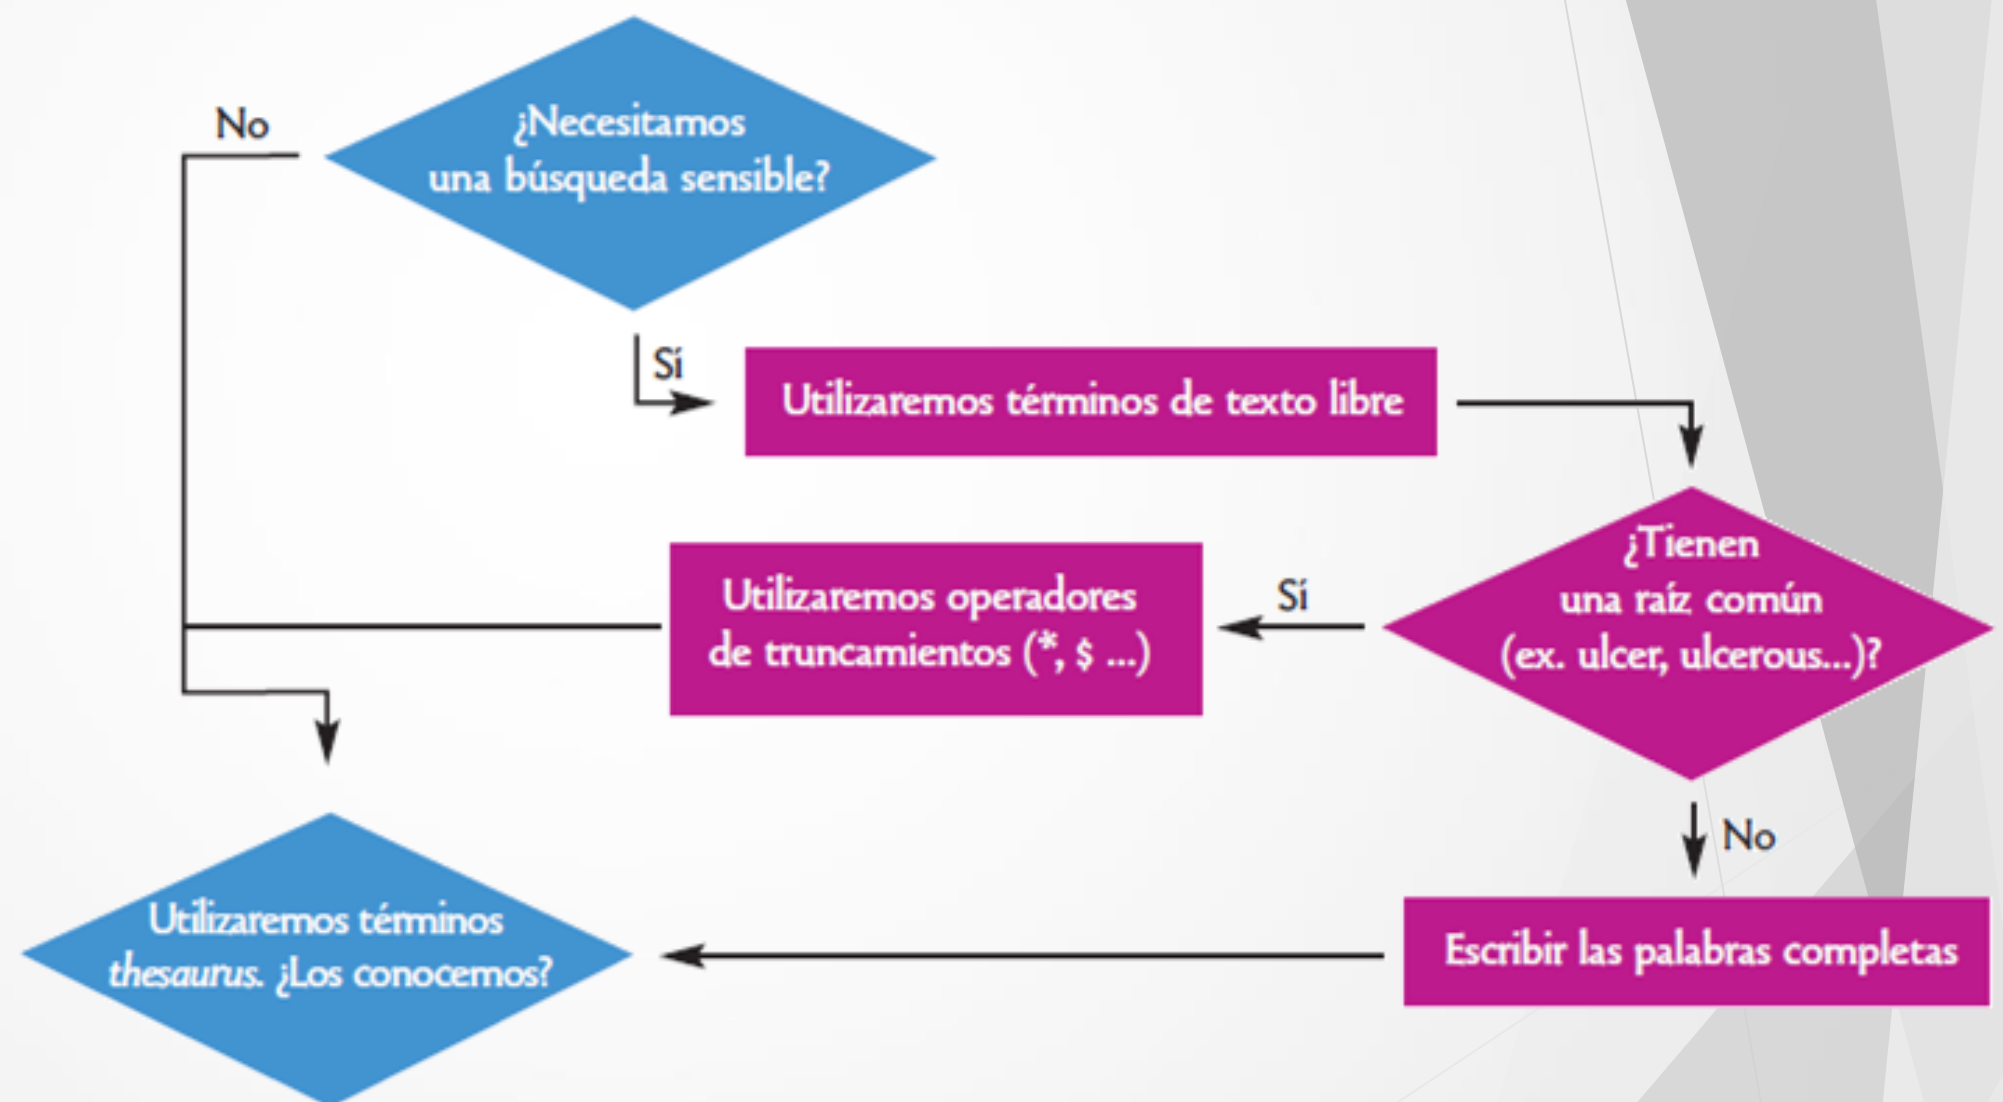 No
¿Necesitamos
una búsqueda sensible?
Sí
Utilizaremos términos de texto libre
¿Tienen
una raíz común
(ex. ulcer, ulcerous...)?
Sí
Utilizaremos operadores
de truncamientos (*, $ ...)
No
Escribir las palabras completas
Utilizaremos términos
thesaurus. ¿Los conocemos?